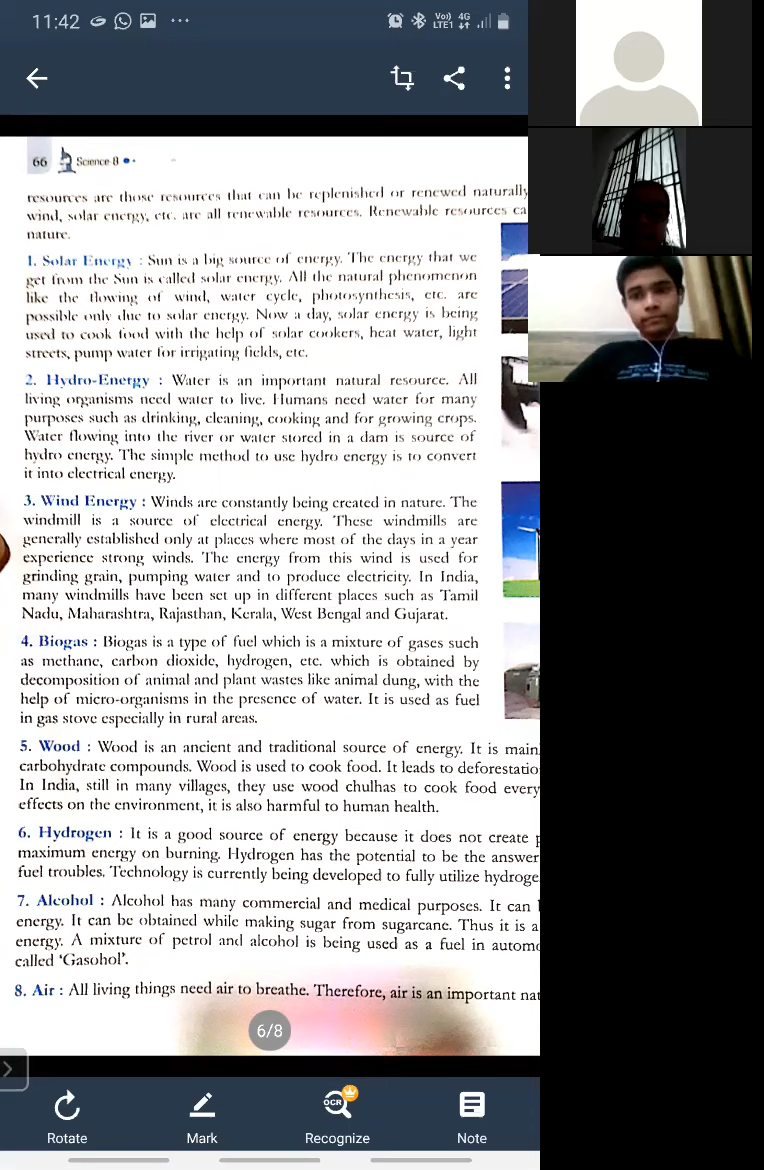 11:42
Vo)) 4G
LTE1
66 Science-8
resources are those resources that can be replenished or renewed naturally
wind, solar energy, etc. are all renewable resources. Renewable resources ca
nature.
1. Solar Energy : Sun is a big source of energy. The energy that we
get from the Sun is called solar energy. All the natural phenomenon
like the flowing of wind, water cycle, photosynthesis, etc. are
possible only due to solar energy. Now a day, solar energy is being
used to cook food with the help of solar cookers, heat water, light
streets, pump water for irrigating fields, etc.
2. Hydro-Energy : Water is an important natural resource. All
living organisms need water to live. Humans need water for many
purposes such as drinking, cleaning, cooking and for growing crops.
Water flowing into the river or water stored in a dam is source of
hydro energy. The simple method to use hydro energy is to convert
it into electrical energy.
3. Wind Energy : Winds are constantly being created in nature. The
windmill is a source of electrical energy. These windmills are
generally established only at places where most of the days in a year
experience strong winds. The energy from this wind is used for
grinding grain, pumping water and to produce electricity. In India,
many windmills have been set up in different places such as Tamil
Nadu, Maharashtra, Rajasthan, Kerala, West Bengal and Gujarat.
4. Biogas : Biogas is a type of fuel which is a mixture of gases such
as methane, carbon dioxide, hydrogen, etc. which is obtained by
decomposition of animal and plant wastes like animal dung, with the
help of micro-organisms in the presence of water. It is used as fuel
in gas stove especially in rural areas.
5. Wood : Wood is an ancient and traditional source of energy. It is main
carbohydrate compounds. Wood is used to cook food. It leads to deforestatio
In India, still in many villages, they use wood chulhas to cook food every
effects on the environment, it is also harmful to human health.
6. Hydrogen : It is a good source of energy because it does not create p
maximum energy on burning. Hydrogen has the potential to be the answer
fuel troubles. Technology is currently being developed to fully utilize hydroge
7. Alcohol : Alcohol has many commercial and medical purposes. It can
energy. It can be obtained while making sugar from sugarcane. Thus it is a
energy. A mixture of petrol and alcohol is being used as a fuel in automo
called 'Gasohol'.
8. Air : All living things need air to breathe. Therefore, air is an important nat
6/8
OCR
Rotate Mark Recognize Note